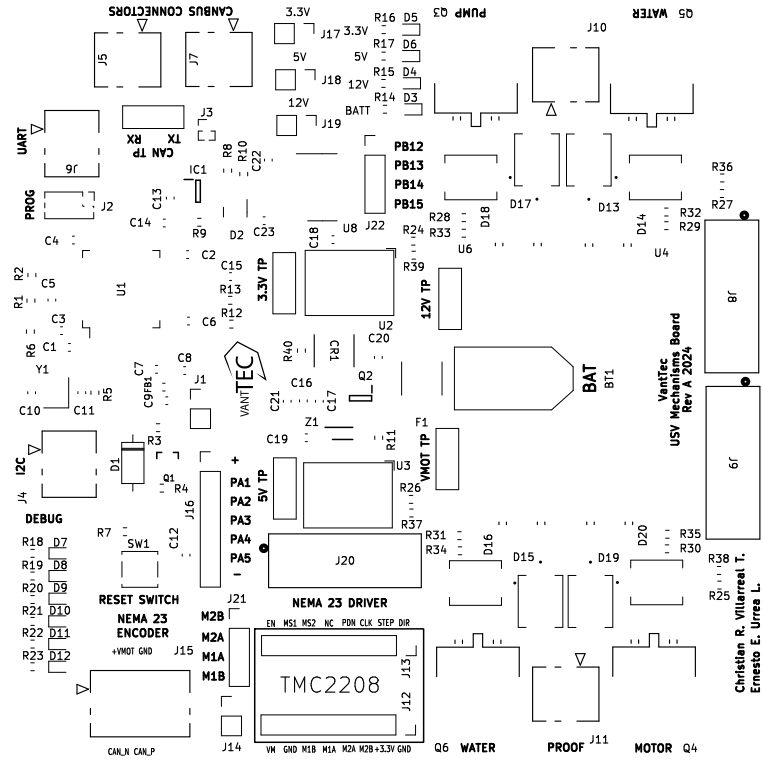 CANBUS CONNECTORS
3.3V
J17
3.3V
R16
D5
Q3
PUMP
WATER
Q5
J5
J7
5V
J18
5V
R17
D6
J10
12V
R15
D4
12V
J19
BATT
R14
D3
UART
J6
RX
TX
CAN TP
J3
PB12
PB13
PB14
PB15
J22
IC1
R8
R10
C22
PROG
J2
C13
C14
R9
D2
C23
C18
U8
R24
R39
R28
R33
D18
D17
D13
D14
R36
R27
R32
R29
U6
U4
C4
C2
R2
C5
U1
C15
R13
R12
R1
C3
C6
3.3V TP
U2
12V TP
J8
R6
C1
Y1
C7
C8
R40
CR1
C20
VANTTEC
BAT
BT1
VantTec
USV Mechanisms Board
Rev A 2024
C10
C11
R5
C9
FB1
J1
C21
C16
C17
Q2
Z1
C19
R11
F1
VMOT TP
J9
I2C
J4
D1
R3
Q1
R4
J16
+
PA1
PA2
PA3
PA4
PA5
-
5V TP
U3
R26
R37
DEBUG
R18
D7
R19
D8
R20
D9
R21
D10
R22
D11
R23
D12
R7
SW1
C12
RESET SWITCH
J20
R31
R34
D16
D15
D19
D20
R35
R30
R38
R25
NEMA 23
ENCODER
+VMOT GND
J15
J21
M2B
M2A
M1A
M1B
NEMA 23 DRIVER
EN MS1 MS2 NC PDN CLK STEP DIR
TMC2208
J13
J12
VM GND M1B M1A M2A M2B +3.3V GND
J14
CAN_N CAN_P
Q6
WATER
PROOF
J11
MOTOR
Q4
Christian R. Villarreal T.
Ernesto E. Urrea L.